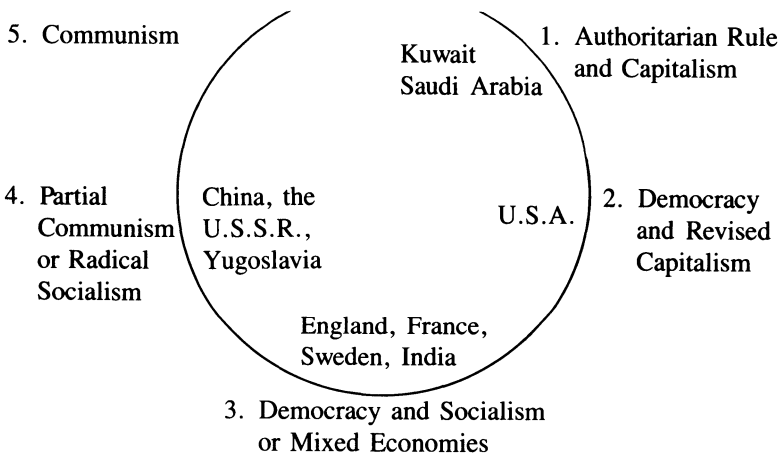 5. Communism
Kuwait
Saudi Arabia
1. Authoritarian Rule
and Capitalism
4. Partial
Communism
or Radical
Socialism
China, the
U.S.S.R.,
Yugoslavia
U.S.A.
2. Democracy
and Revised
Capitalism
England, France,
Sweden, India
3. Democracy and Socialism
or Mixed Economies